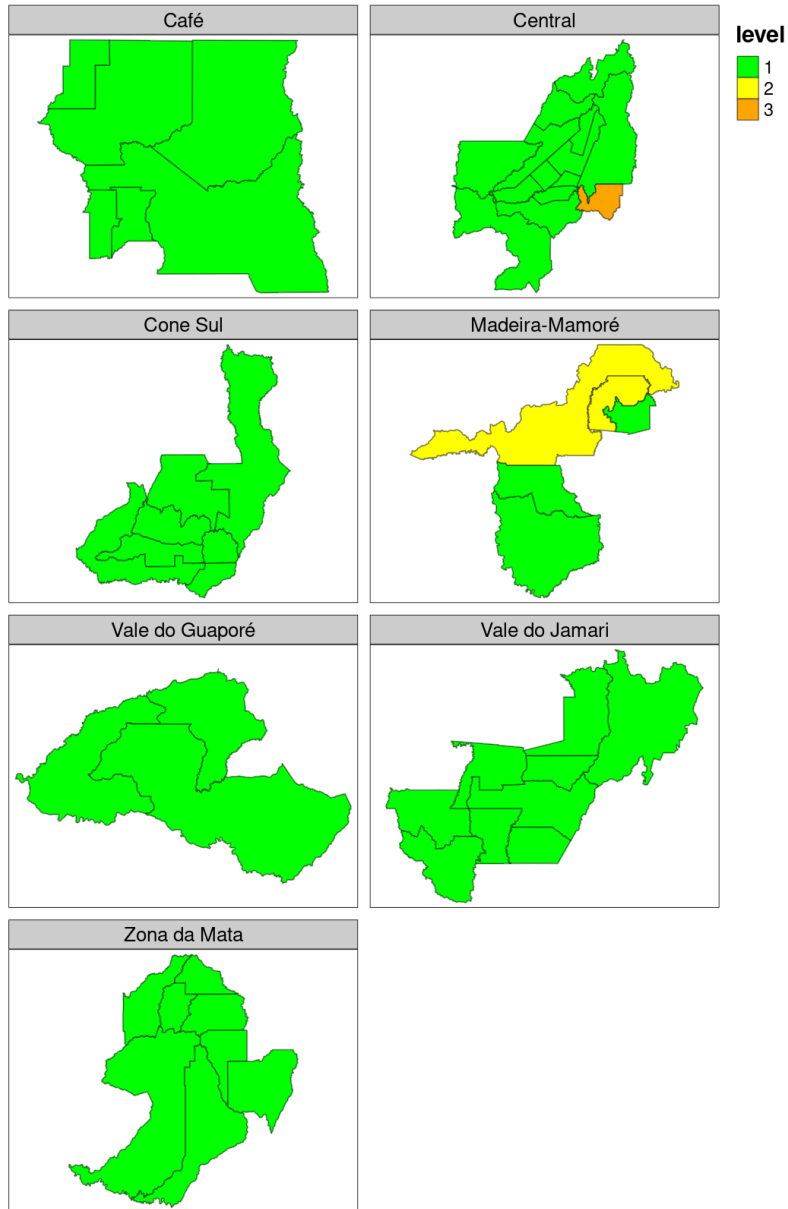 Café
Central
level
1
2
3
Cone Sul
Madeira-Mamoré
Vale do Guaporé
Vale do Jamari
Zona da Mata